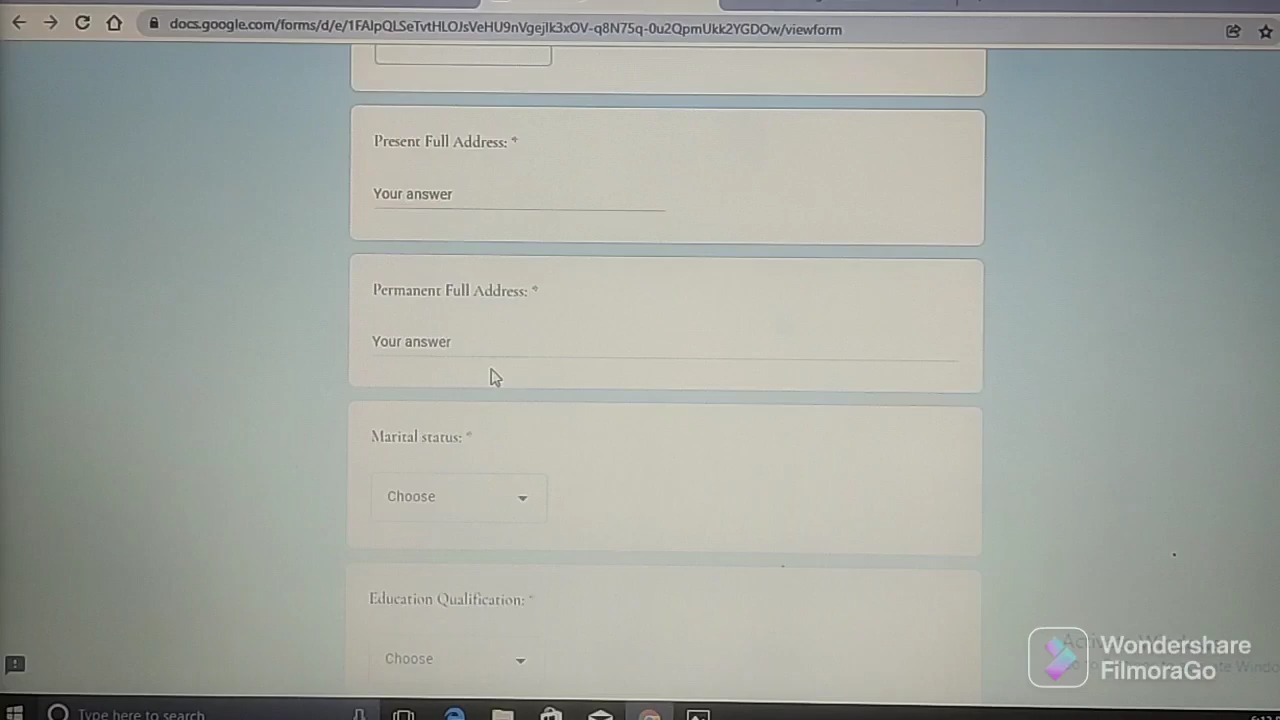 docs.google.com/forms/d/e/1FAIpQLSeTvtHLOJsVeHU9nVgejIk3xOV-q8N75q-0u2QpmUkk2YGDOw/viewform
Present Full Address: *
Your answer
Permanent Full Address: *
Your answer
Marital status: *
Choose
Education Qualification: *
Choose
Wondershare
FilmoraGo
Type here to search